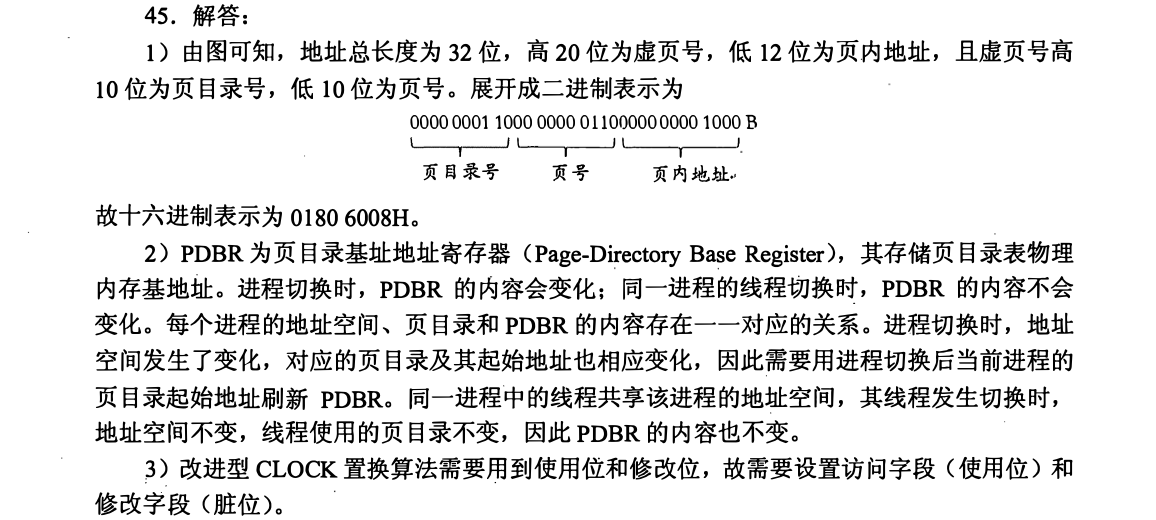 45．解答：
1）由图可知，地址总长度为 32 位，高 20 位为虚页号，低 12 位为页内地址，且虚页号高
10 位为页目录号，低 10 位为页号。展开成二进制表示为
0000 0001 1000 0000 0110 0000 0000 1000 B
页目录号 页号 页内地址
故十六进制表示为 0180 6008H。
2）PDBR 为页目录基址地址寄存器（Page-Directory Base Register），其存储页目录表物理
内存基地址。进程切换时，PDBR 的内容会变化；同一进程的线程切换时，PDBR 的内容不会
变化。每个进程的地址空间、页目录和 PDBR 的内容存在一一对应的关系。进程切换时，地址
空间发生了变化，对应的页目录及其起始地址也相应变化，因此需要用进程切换后当前进程的
页目录起始地址刷新 PDBR。同一进程中的线程共享该进程的地址空间，其线程发生切换时，
地址空间不变，线程使用的页目录不变，因此 PDBR 的内容也不变。
3）改进型 CLOCK 置换算法需要用到使用位和修改位，故需要设置访问字段（使用位）和
修改字段（脏位）。